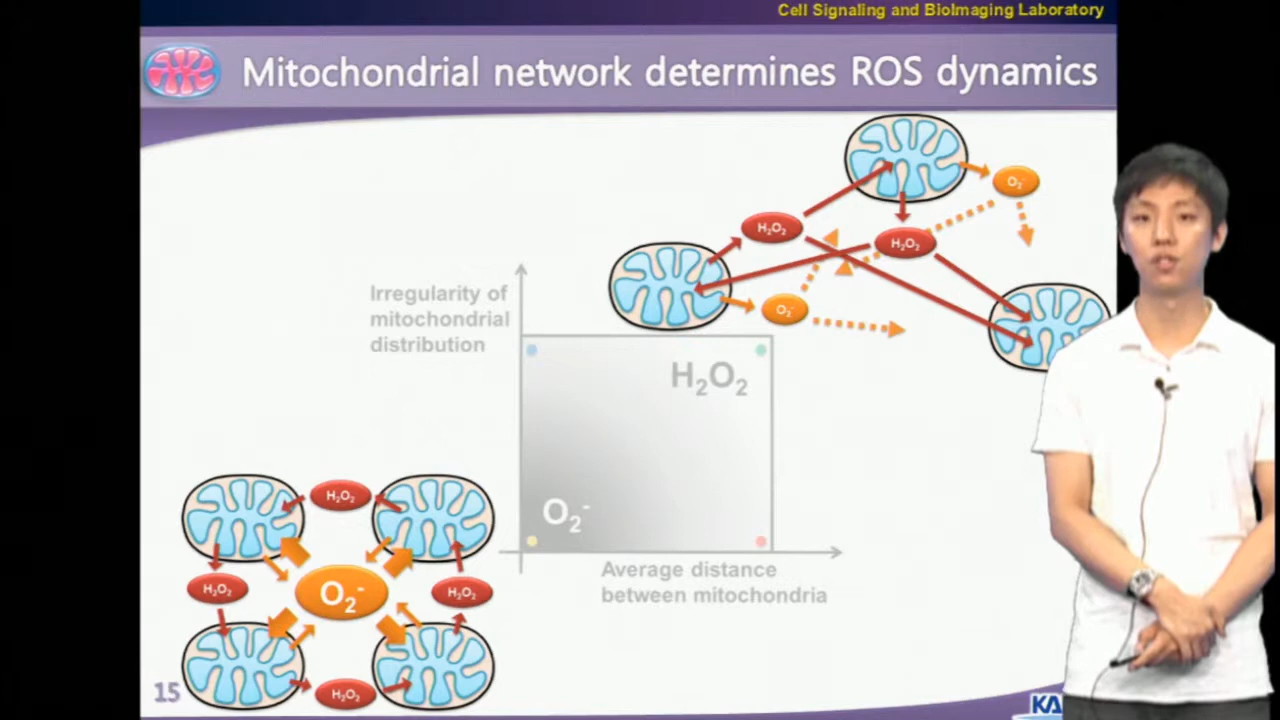 Cell Signaling and BioImaging Laboratory
Mitochondrial network determines ROS dynamics
O₂⁻
H₂O₂
H₂O₂
O₂⁻
Irregularity of
mitochondrial
distribution
H₂O₂
O₂⁻
Average distance
between mitochondria
H₂O₂
H₂O₂
O₂⁻
H₂O₂
H₂O₂
15
KA